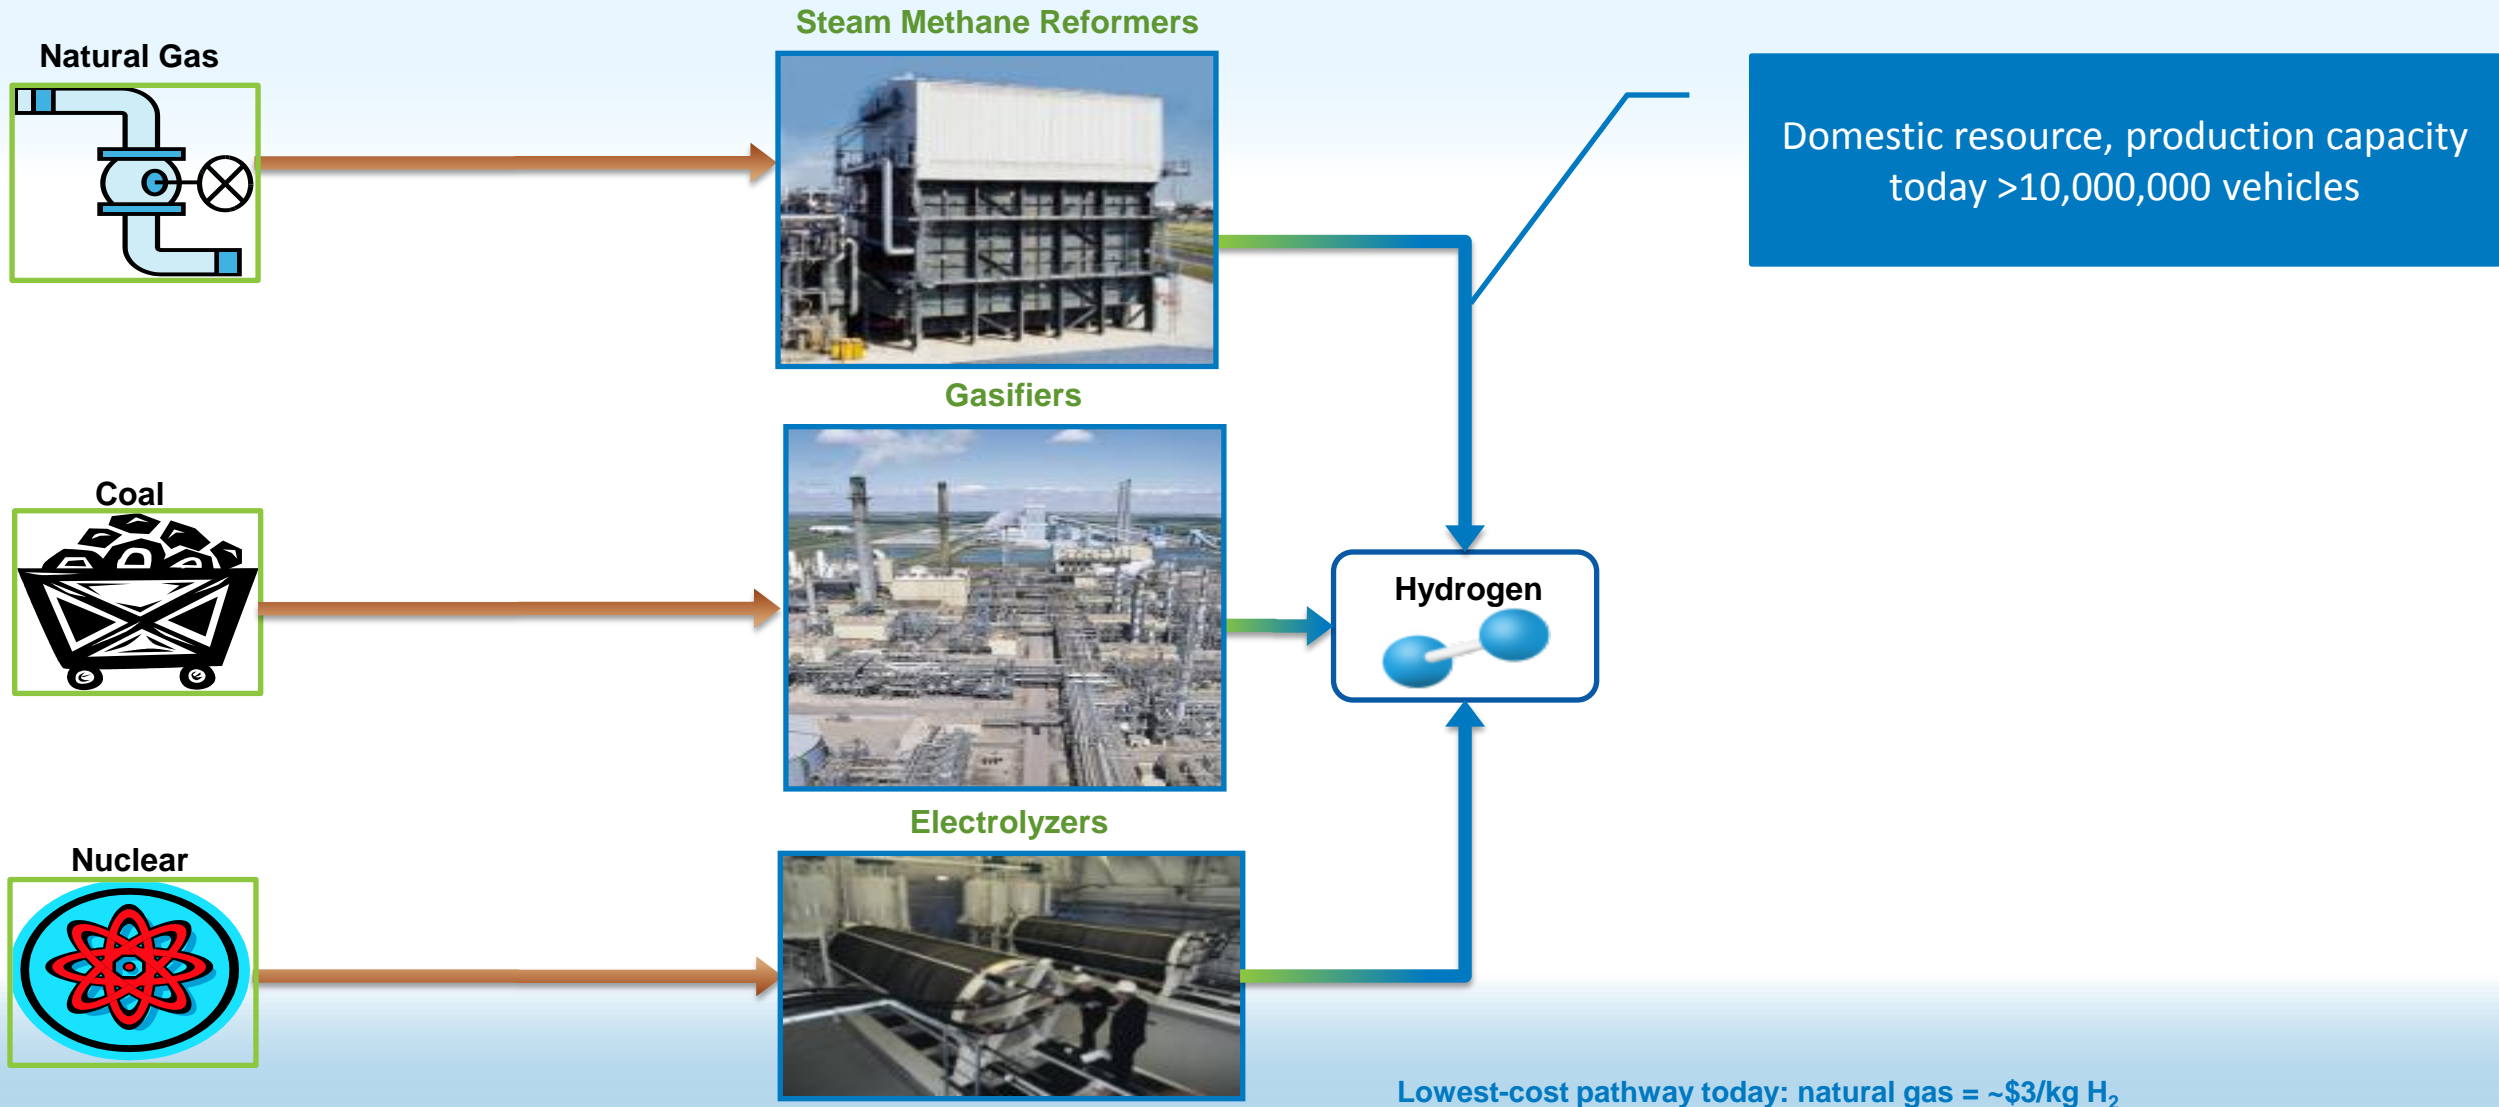 Steam Methane Reformers
Natural Gas
Domestic resource, production capacity
today >10,000,000 vehicles
Gasifiers
Coal
Hydrogen
Electrolyzers
Nuclear
Lowest-cost pathway today: natural gas = ~$3/kg H₂